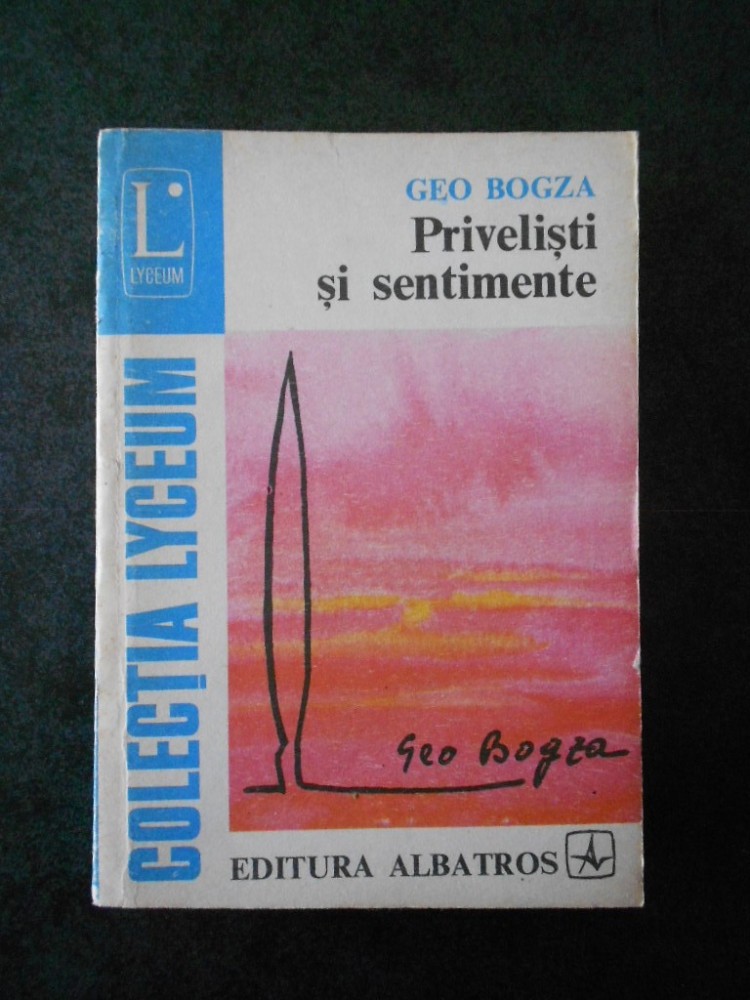 L
LYCEUM
GEO BOGZA
Priveliști
și sentimente
COLECȚIA LYCEUM
Geo Bogza
EDITURA ALBATROS